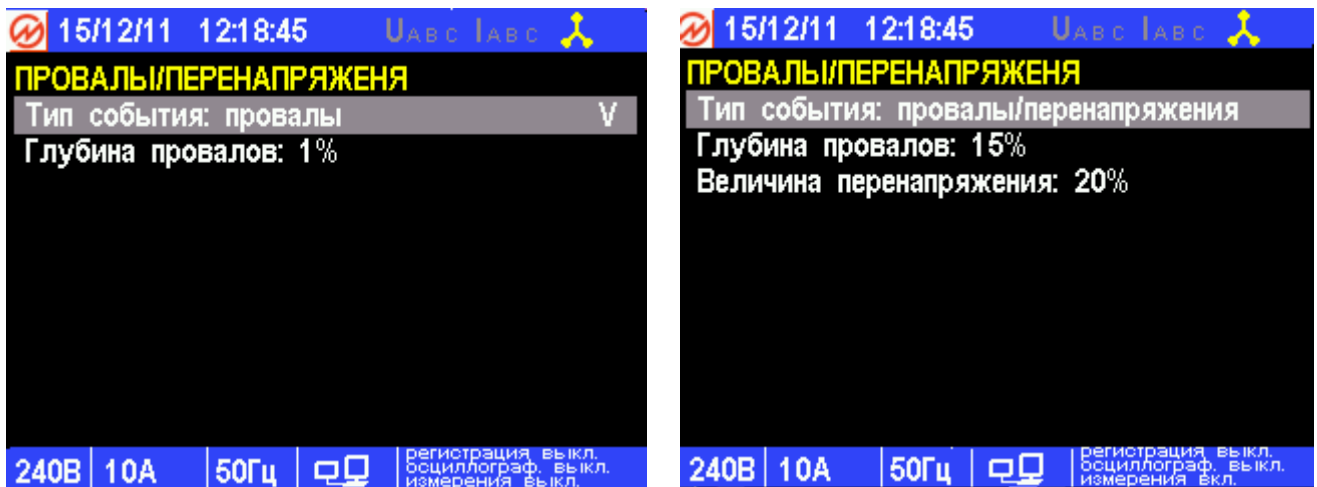 15/12/11 12:18:45 UABC IABC
ПРОВАЛЫ/ПЕРЕНАПРЯЖЕНЯ
Тип события: провалы V
Глубина провалов: 1%
240В 10А 50Гц
регистрация выкл.
осциллограф. выкл.
измерения выкл.
15/12/11 12:18:45 UABC IABC
ПРОВАЛЫ/ПЕРЕНАПРЯЖЕНЯ
Тип события: провалы/перенапряжения
Глубина провалов: 15%
Величина перенапряжения: 20%
240В 10А 50Гц
регистрация выкл.
осциллограф. выкл.
измерения вкл.